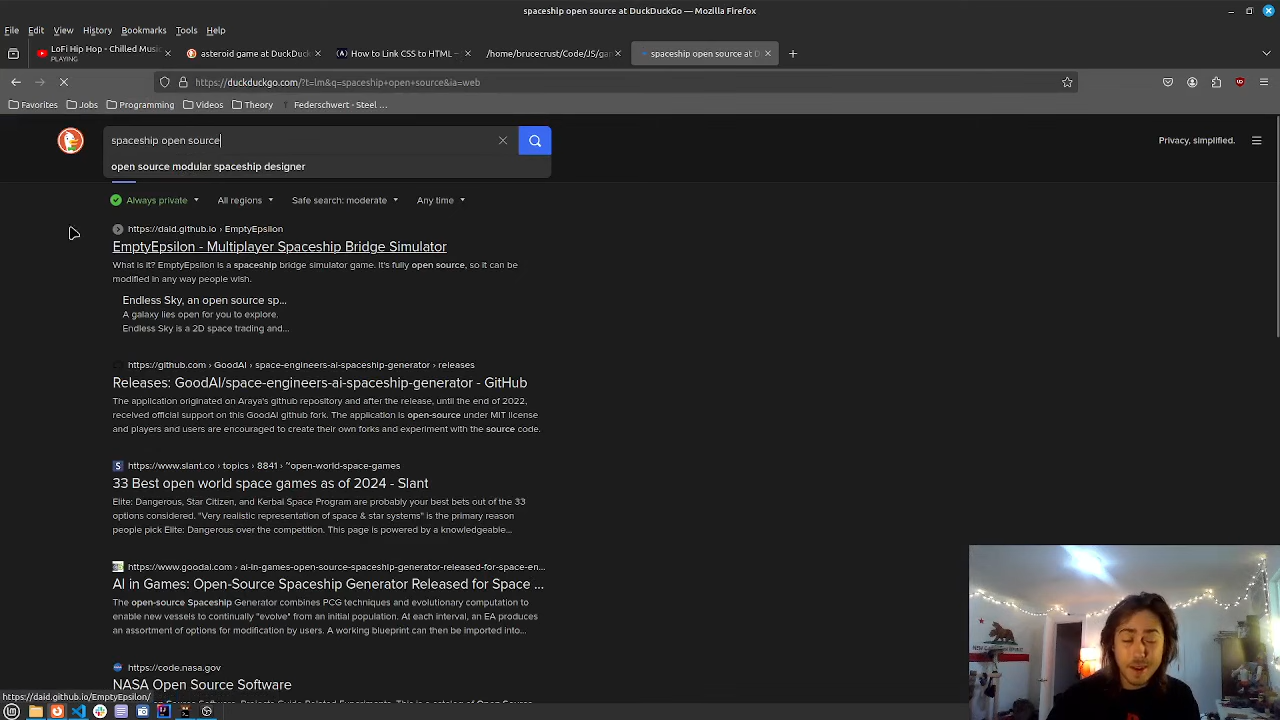 spaceship open source at DuckDuckGo — Mozilla Firefox
File Edit View History Bookmarks Tools Help
LoFi Hip Hop - Chilled Music
PLAYING
asteroid game at DuckDuck
How to Link CSS to HTML –
/home/brucecrust/Code/JS/ga
spaceship open source at D
https://duckduckgo.com/?t=lm&q=spaceship+open+source&ia=web
Favorites Jobs Programming Videos Theory Federschwert - Steel ...
spaceship open source
Privacy, simplified.
open source modular spaceship designer
Always private All regions Safe search: moderate Any time
https://daid.github.io › EmptyEpsilon
EmptyEpsilon - Multiplayer Spaceship Bridge Simulator
What is it? EmptyEpsilon is a spaceship bridge simulator game. It's fully open source, so it can be
modified in any way people wish.
Endless Sky, an open source sp...
A galaxy lies open for you to explore.
Endless Sky is a 2D space trading and...
https://github.com › GoodAI › space-engineers-ai-spaceship-generator › releases
Releases: GoodAI/space-engineers-ai-spaceship-generator - GitHub
The application originated on Araya's github repository and after the release, until the end of 2022,
received official support on this GoodAI github fork. The application is open-source under MIT license
and players and users are encouraged to create their own forks and experiment with the source code.
https://www.slant.co › topics › 8841 › ~open-world-space-games
33 Best open world space games as of 2024 - Slant
Elite: Dangerous, Star Citizen, and Kerbal Space Program are probably your best bets out of the 33
options considered. "Very realistic representation of space & star systems" is the primary reason
people pick Elite: Dangerous over the competition. This page is powered by a knowledgeable...
https://www.goodai.com › ai-in-games-open-source-spaceship-generator-released-for-space-en...
AI in Games: Open-Source Spaceship Generator Released for Space ...
The open-source Spaceship Generator combines PCG techniques and evolutionary computation to
enable new vessels to continually "evolve" from an initial population. At each interval, an EA produces
an assortment of options for modification by users. A working blueprint can then be imported into...
https://code.nasa.gov
NASA Open Source Software
https://daid.github.io/EmptyEpsilon/